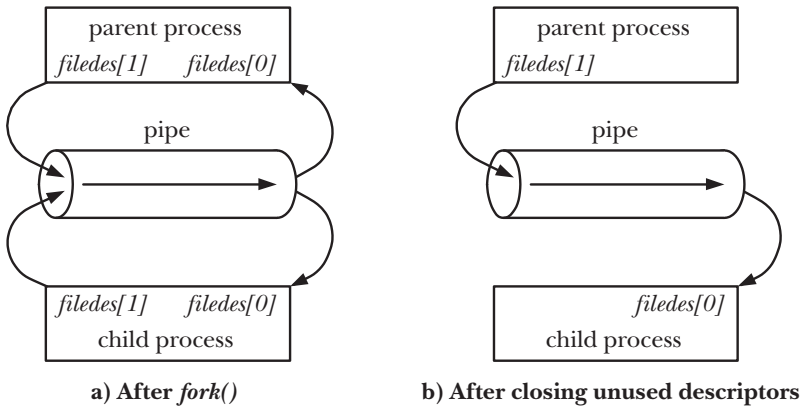 parent process
filedes[1] filedes[0]
pipe
filedes[1] filedes[0]
child process
a) After fork()
parent process
filedes[1]
pipe
filedes[0]
child process
b) After closing unused descriptors